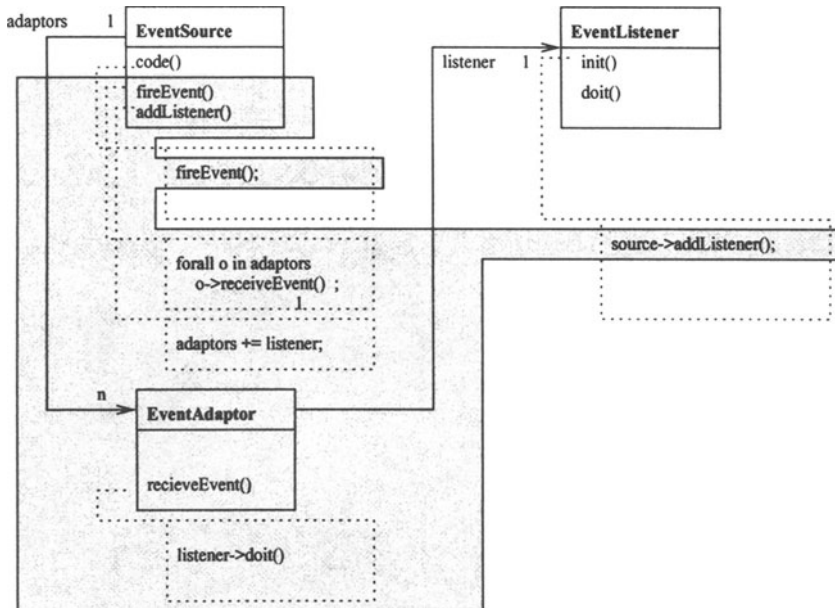 adaptors 1
EventSource
code()
fireEvent()
addListener()
listener 1
EventListener
init()
doit()
fireEvent();
source->addListener();
forall o in adaptors
o->receiveEvent() ;
1
adaptors += listener;
n
EventAdaptor
recieveEvent()
listener->doit()